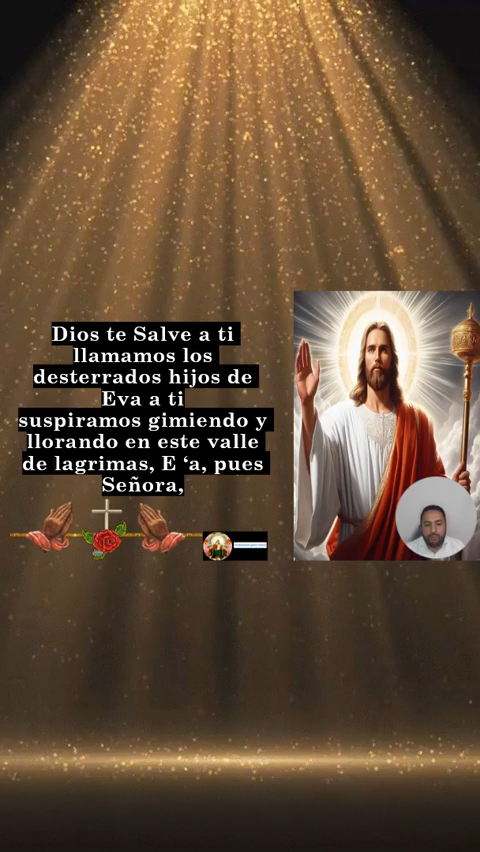 Dios te Salve a ti
llamamos los
desterrados hijos de
Eva a ti
suspiramos gimiendo y
llorando en este valle
de lagrimas, E ‘a, pues
Señora,